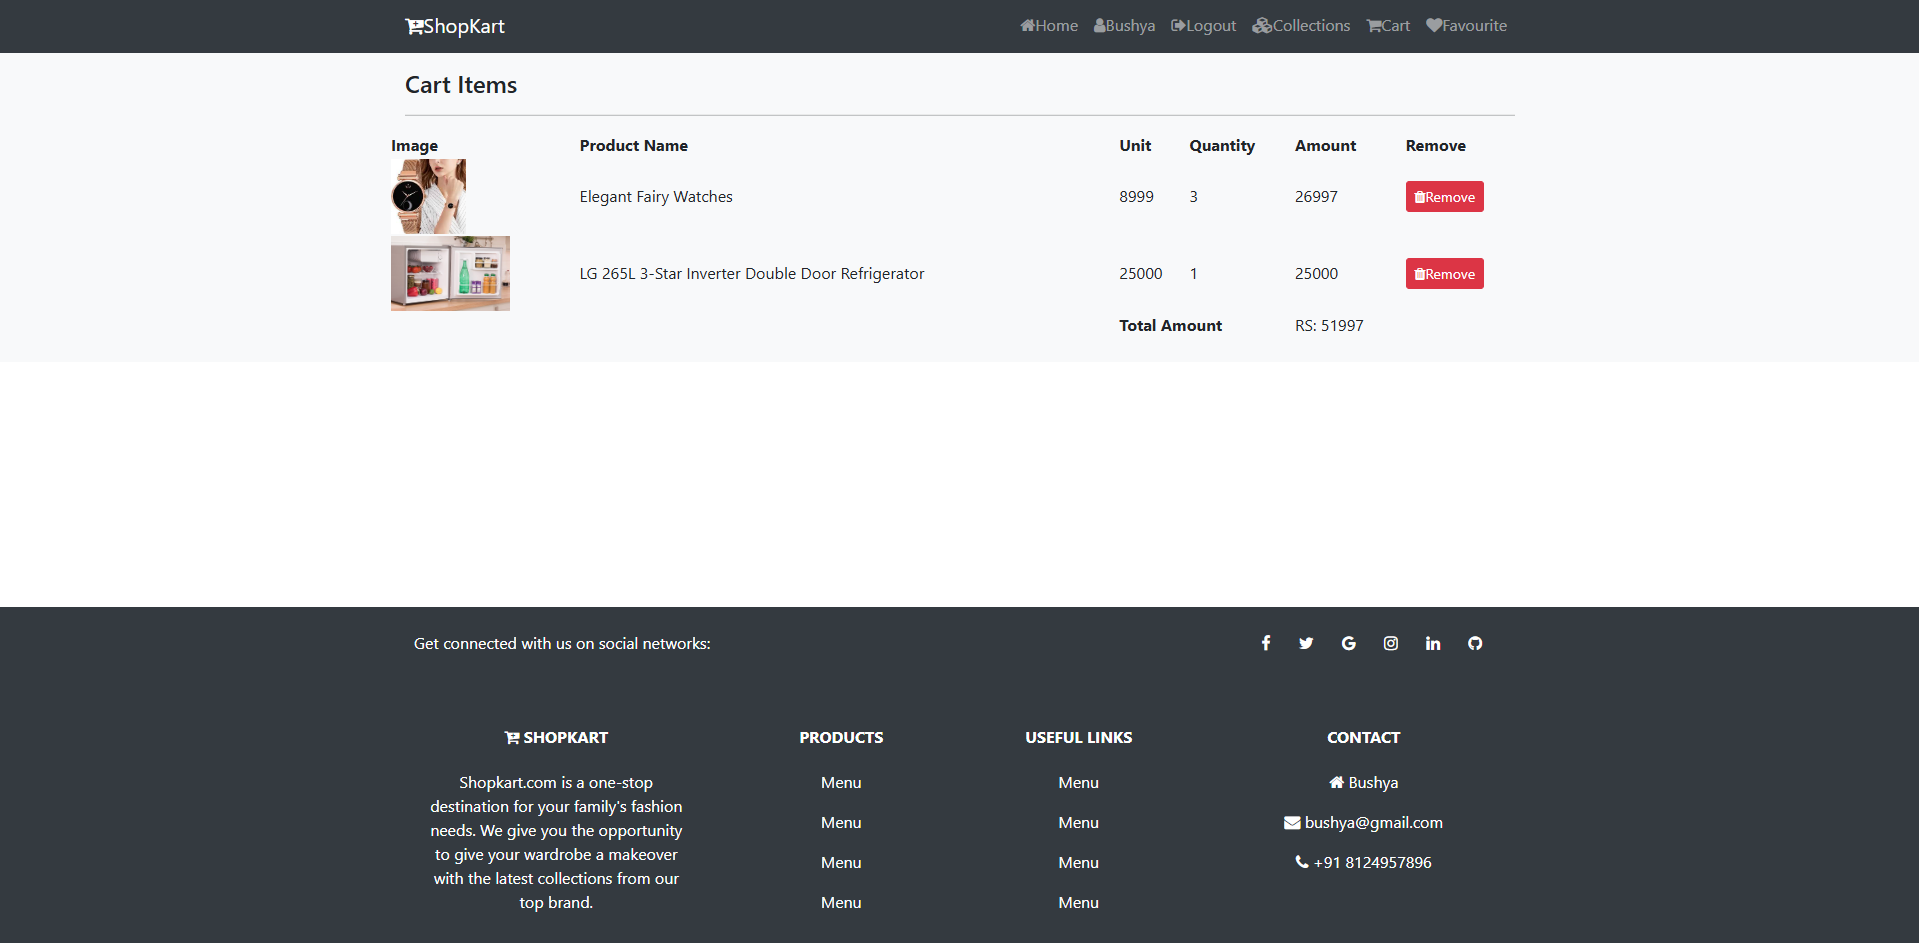 ShopKart
Home Bushya Logout Collections Cart Favourite
Cart Items
Image Product Name Unit Quantity Amount Remove
Elegant Fairy Watches 8999 3 26997 Remove
LG 265L 3-Star Inverter Double Door Refrigerator 25000 1 25000 Remove
Total Amount RS: 51997
Get connected with us on social networks:
SHOPKART
Shopkart.com is a one-stop
destination for your family's fashion
needs. We give you the opportunity
to give your wardrobe a makeover
with the latest collections from our
top brand.
PRODUCTS
Menu
Menu
Menu
Menu
USEFUL LINKS
Menu
Menu
Menu
Menu
CONTACT
Bushya
bushya@gmail.com
+91 8124957896